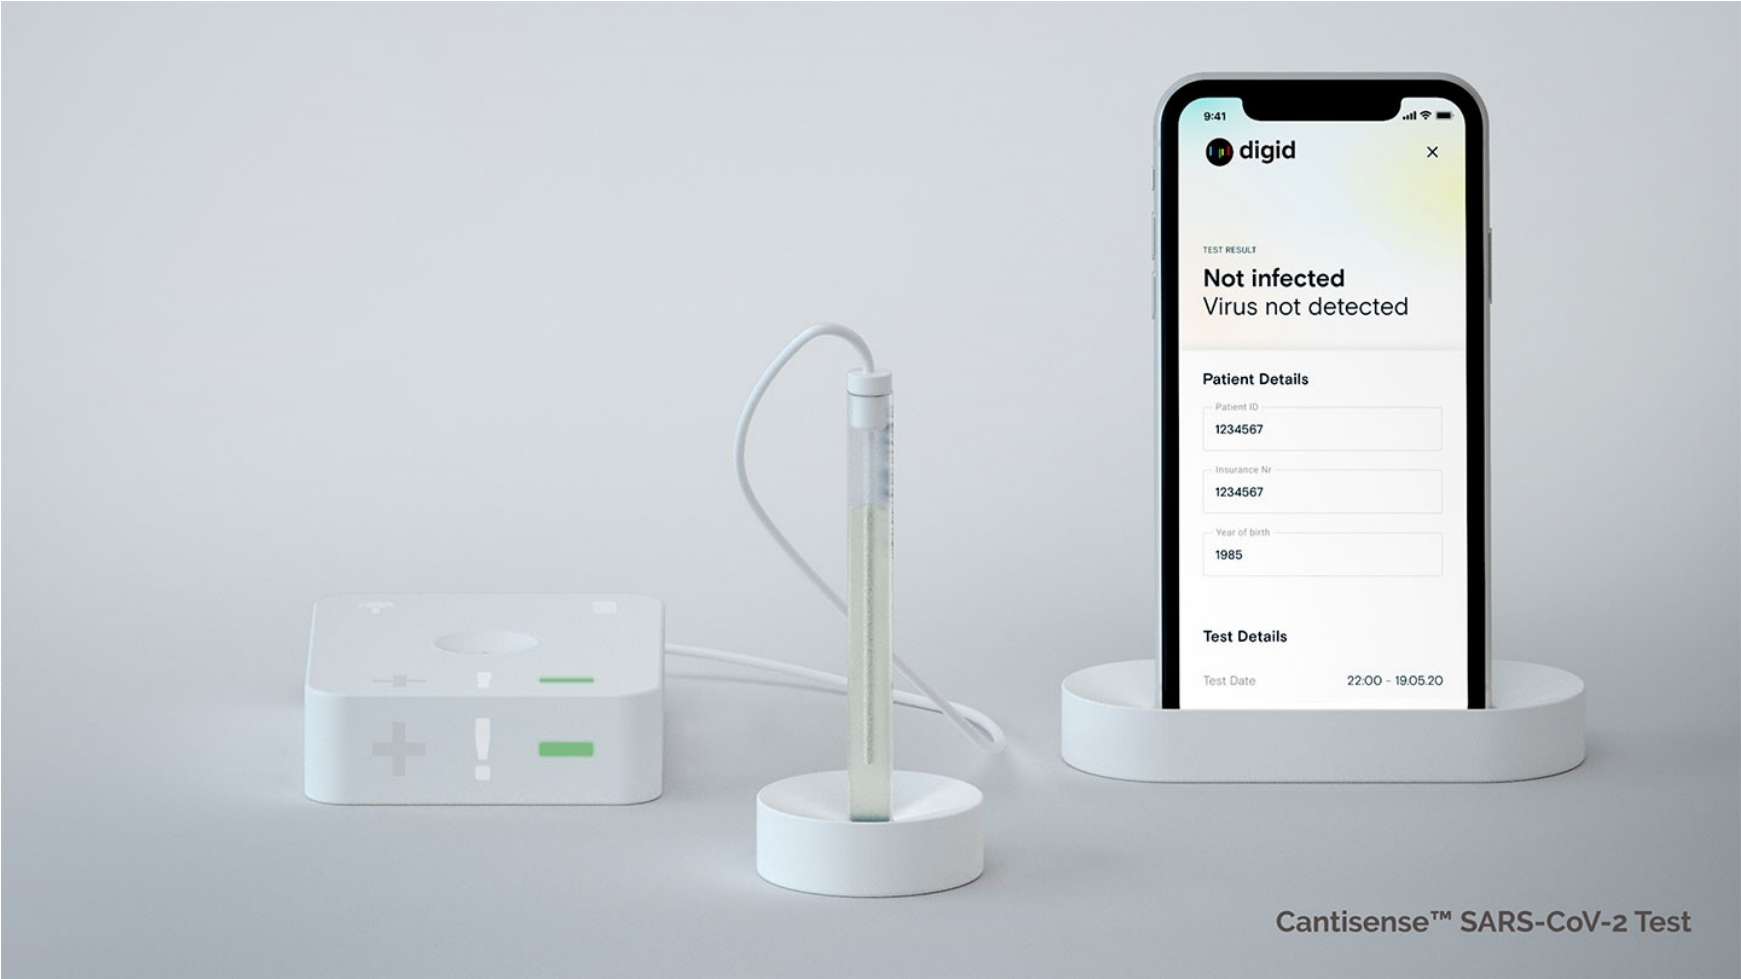 9:41
digid
TEST RESULT
Not infected
Virus not detected
Patient Details
Patient ID
1234567
Insurance Nr
1234567
Year of birth
1985
Test Details
Test Date 22:00 - 19.05.20
Cantisense™ SARS-CoV-2 Test